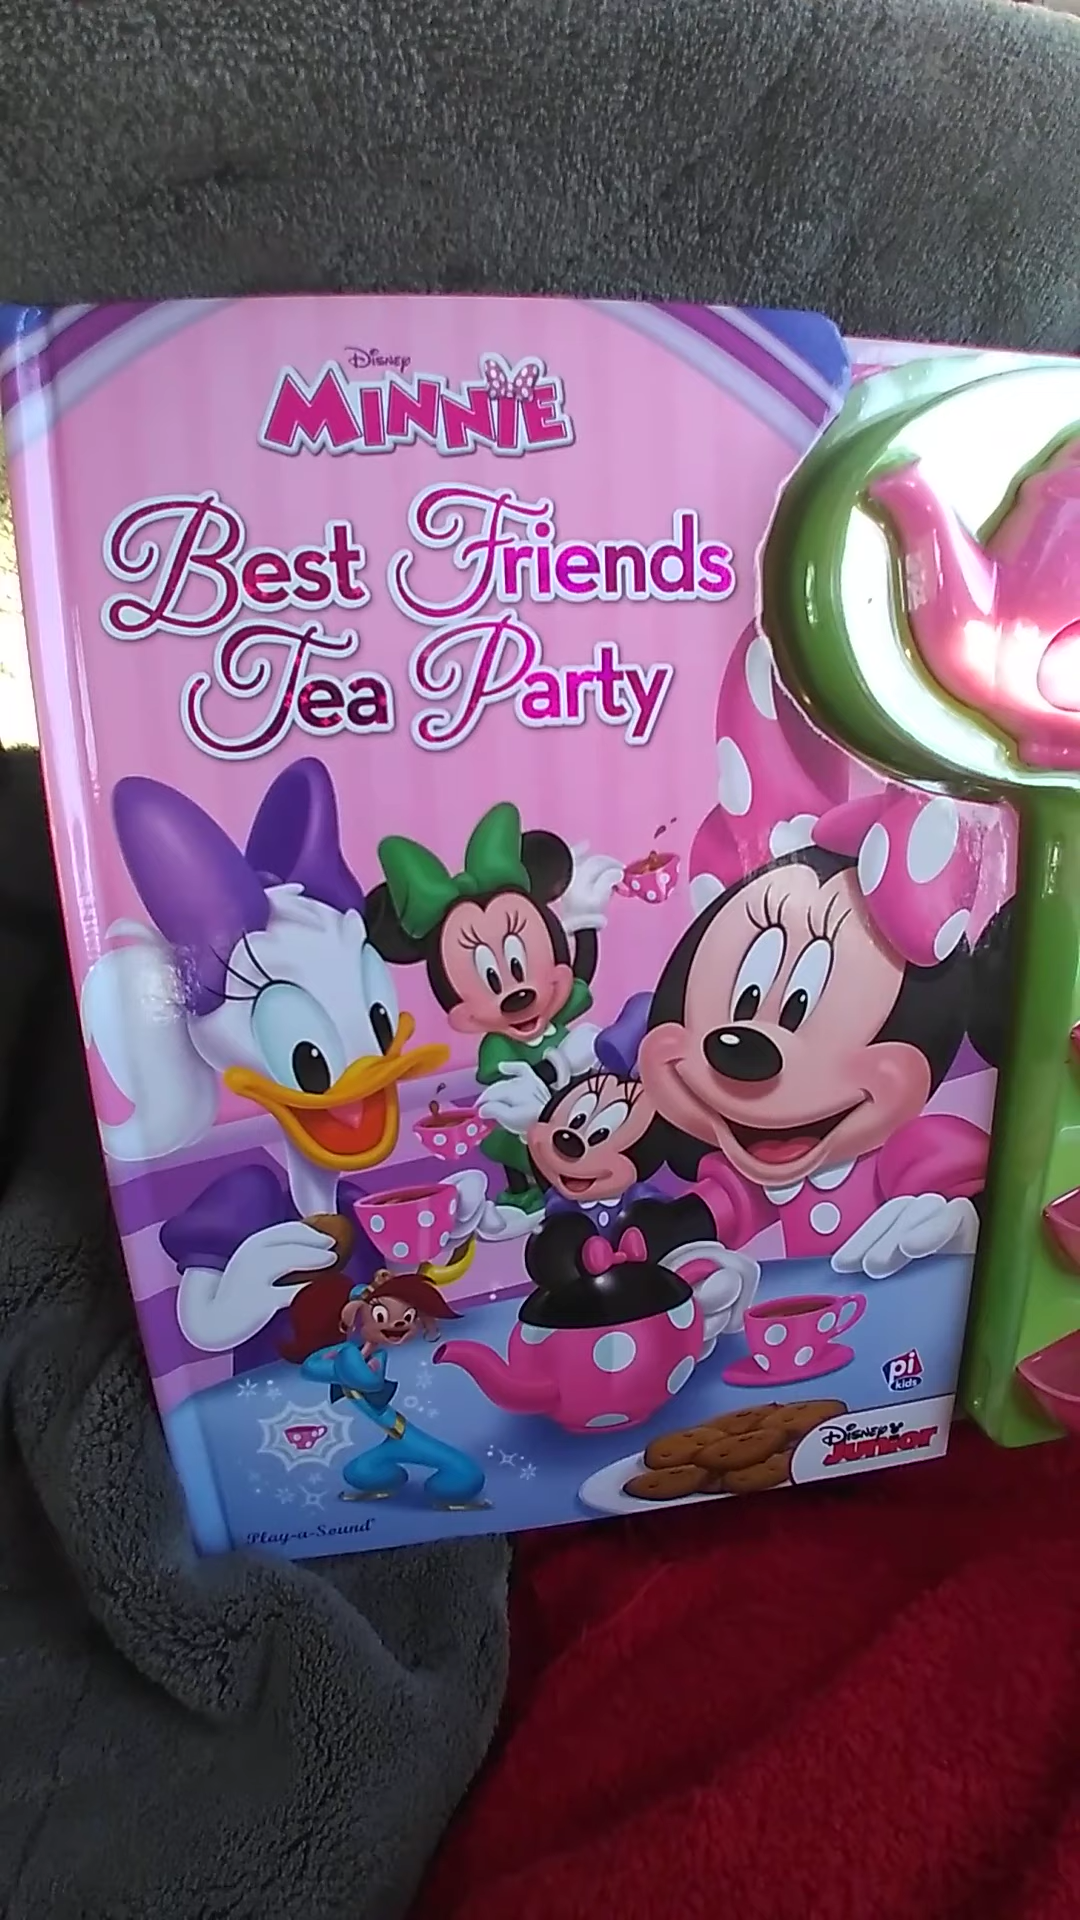 Disney
MINNIE
Best Friends
Tea Party
pi
kids
Disney
Junior
Play-a-Sound